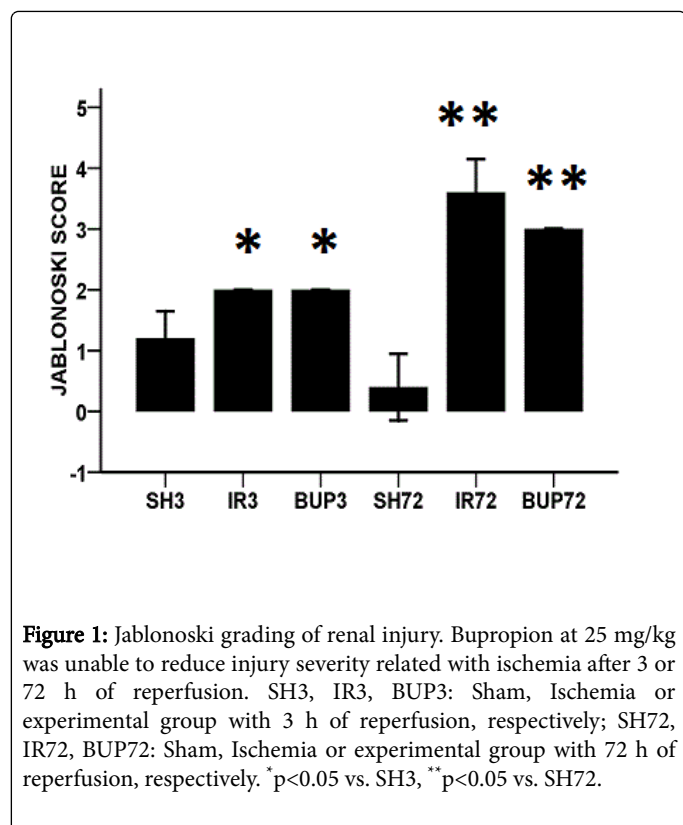 **
5
4
**
3
*
*
2
1
0
-1
JABLONOSKI SCORE
SH3 IR3 BUP3 SH72 IR72 BUP72
Figure 1: Jablonoski grading of renal injury. Bupropion at 25 mg/kg
was unable to reduce injury severity related with ischemia after 3 or
72 h of reperfusion. SH3, IR3, BUP3: Sham, Ischemia or
experimental group with 3 h of reperfusion, respectively; SH72,
IR72, BUP72: Sham, Ischemia or experimental group with 72 h of
reperfusion, respectively. *p<0.05 vs. SH3, **p<0.05 vs. SH72.